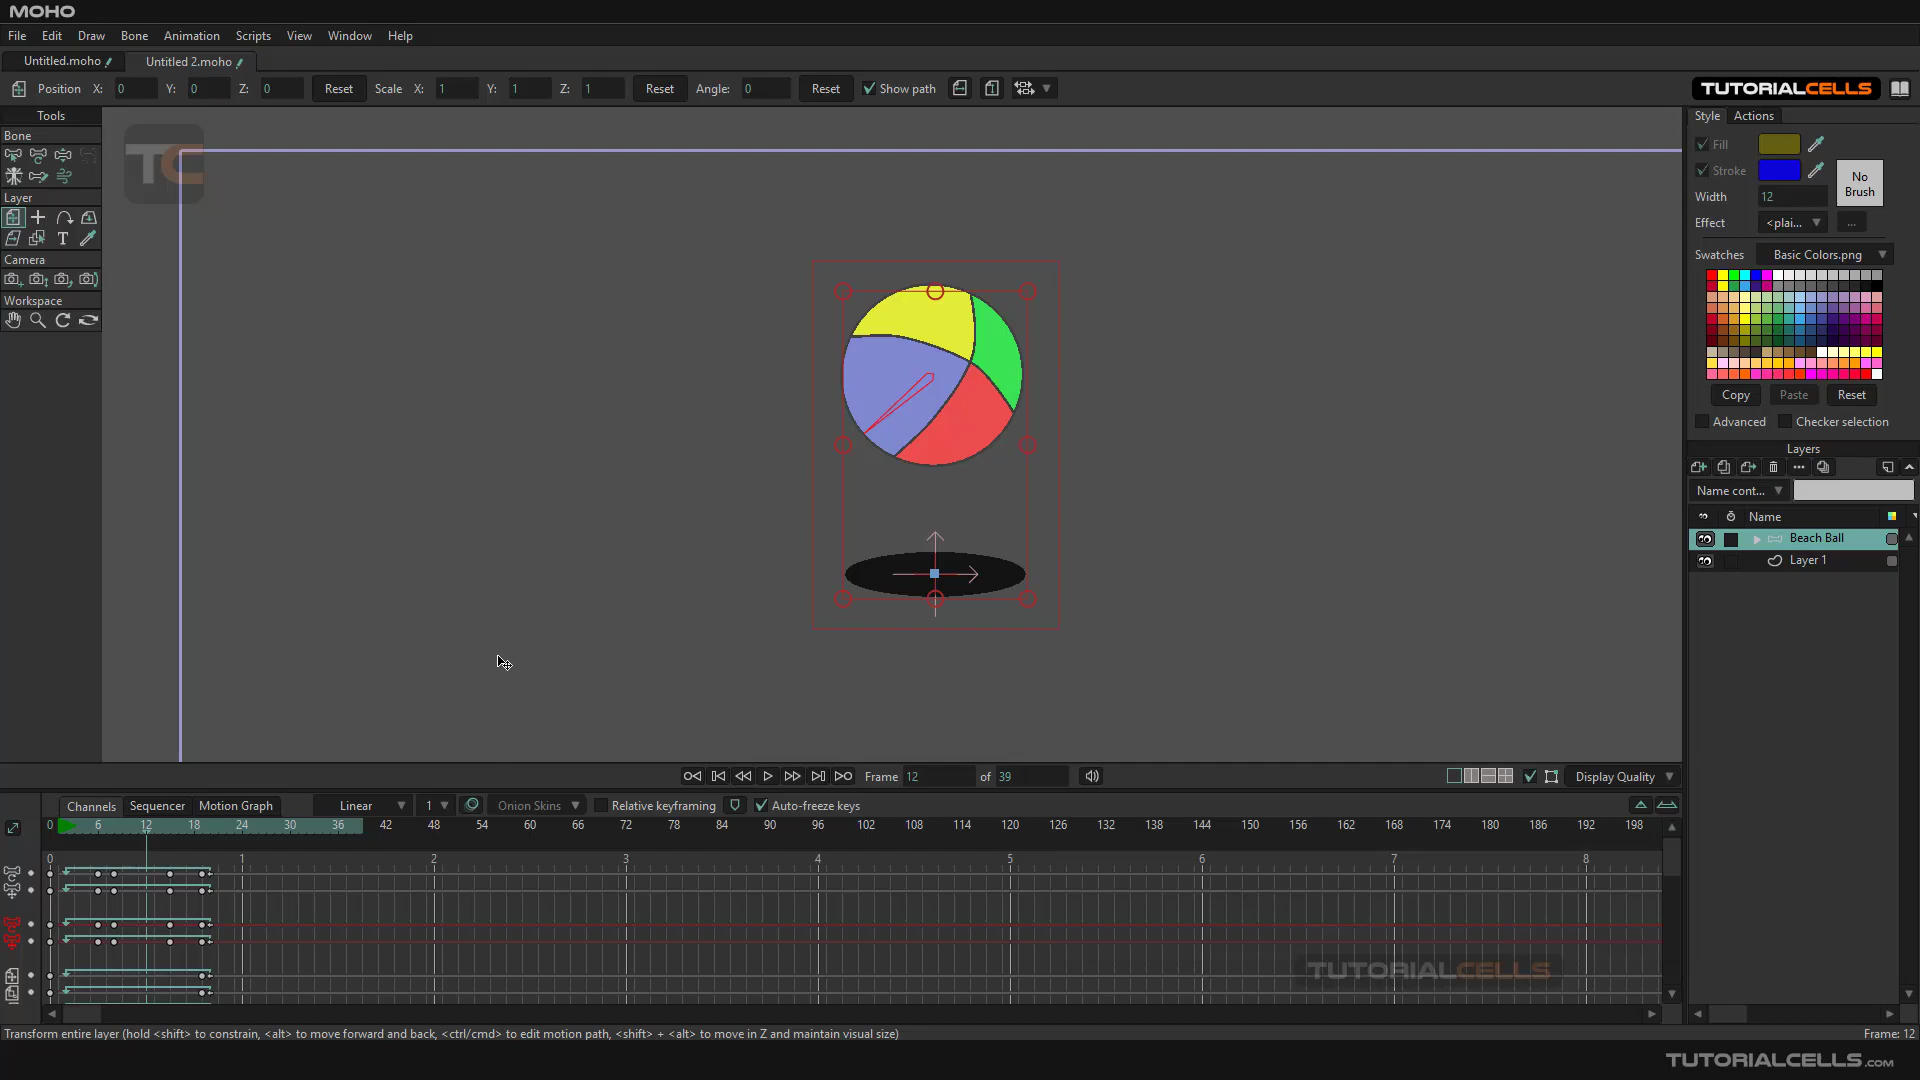 MOHO
File Edit Draw Bone Animation Scripts View Window Help
Untitled.moho Untitled 2.moho
Position X: 0 Y: 0 Z: 0 Reset Scale X: 1 Y: 1 Z: 1 Reset Angle: 0 Reset Show path
TUTORIALCELLS
Tools
Bone
Layer
Camera
Workspace
TC
Style Actions
Fill
Stroke
No Brush
Width 12
Effect <plai... ...
Swatches Basic Colors.png
Copy Paste Reset
Advanced Checker selection
Layers
Name cont...
Name
Beach Ball
Layer 1
Frame 12 of 39 Display Quality
Channels Sequencer Motion Graph Linear 1 Onion Skins Relative keyframing Auto-freeze keys
0 6 12 18 24 30 36 42 48 54 60 66 72 78 84 90 96 102 108 114 120 126 132 138 144 150 156 162 168 174 180 186 192 198
0 1 2 3 4 5 6 7 8
TUTORIALCELLS
Transform entire layer (hold <shift> to constrain, <alt> to move forward and back, <ctrl/cmd> to edit motion path, <shift> + <alt> to move in Z and maintain visual size) Frame: 12
TUTORIALCELLS.com